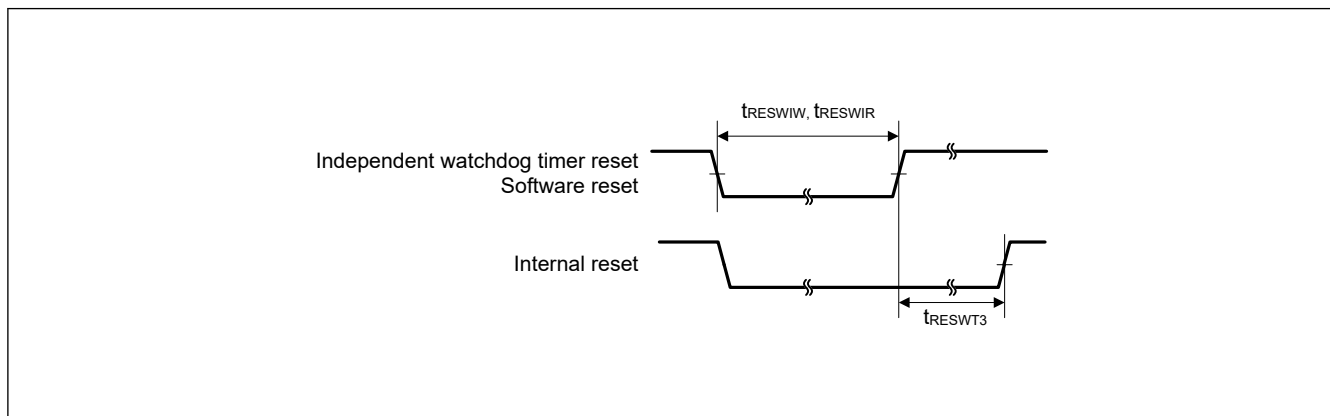 tRESWIW, tRESWIR
Independent watchdog timer reset
Software reset
Internal reset
tRESWT3